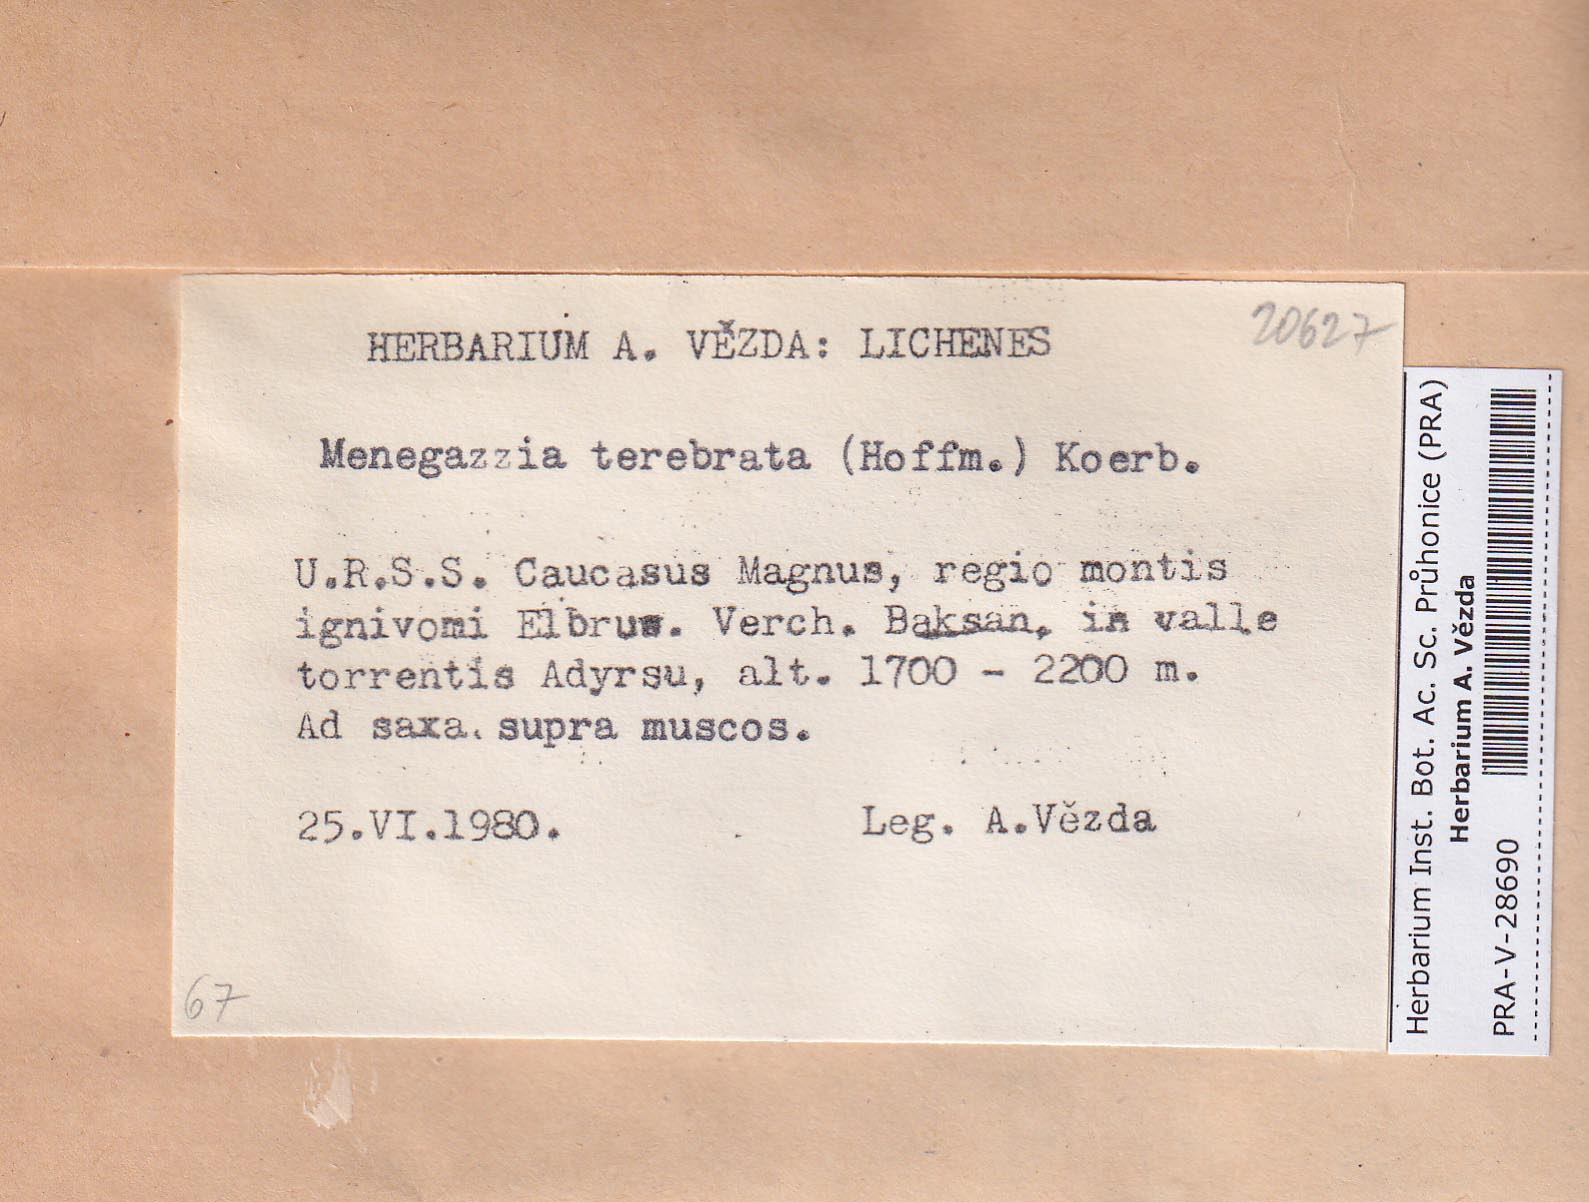 20627
HERBARIUM A. VĚZDA: LICHENES
Menegazzia terebrata (Hoffm.) Koerb.
U.R.S.S. Caucasus Magnus, regio montis
ignivomi Elbrus. Verch. Baksan, in valle
torrentis Adyrsu, alt. 1700 - 2200 m.
Ad saxa. supra muscos.
25.VI.1980. Leg. A.Vězda
67
Herbarium Inst. Bot. Ac. Sc. Průhonice (PRA)
Herbarium A. Vězda
PRA-V-28690